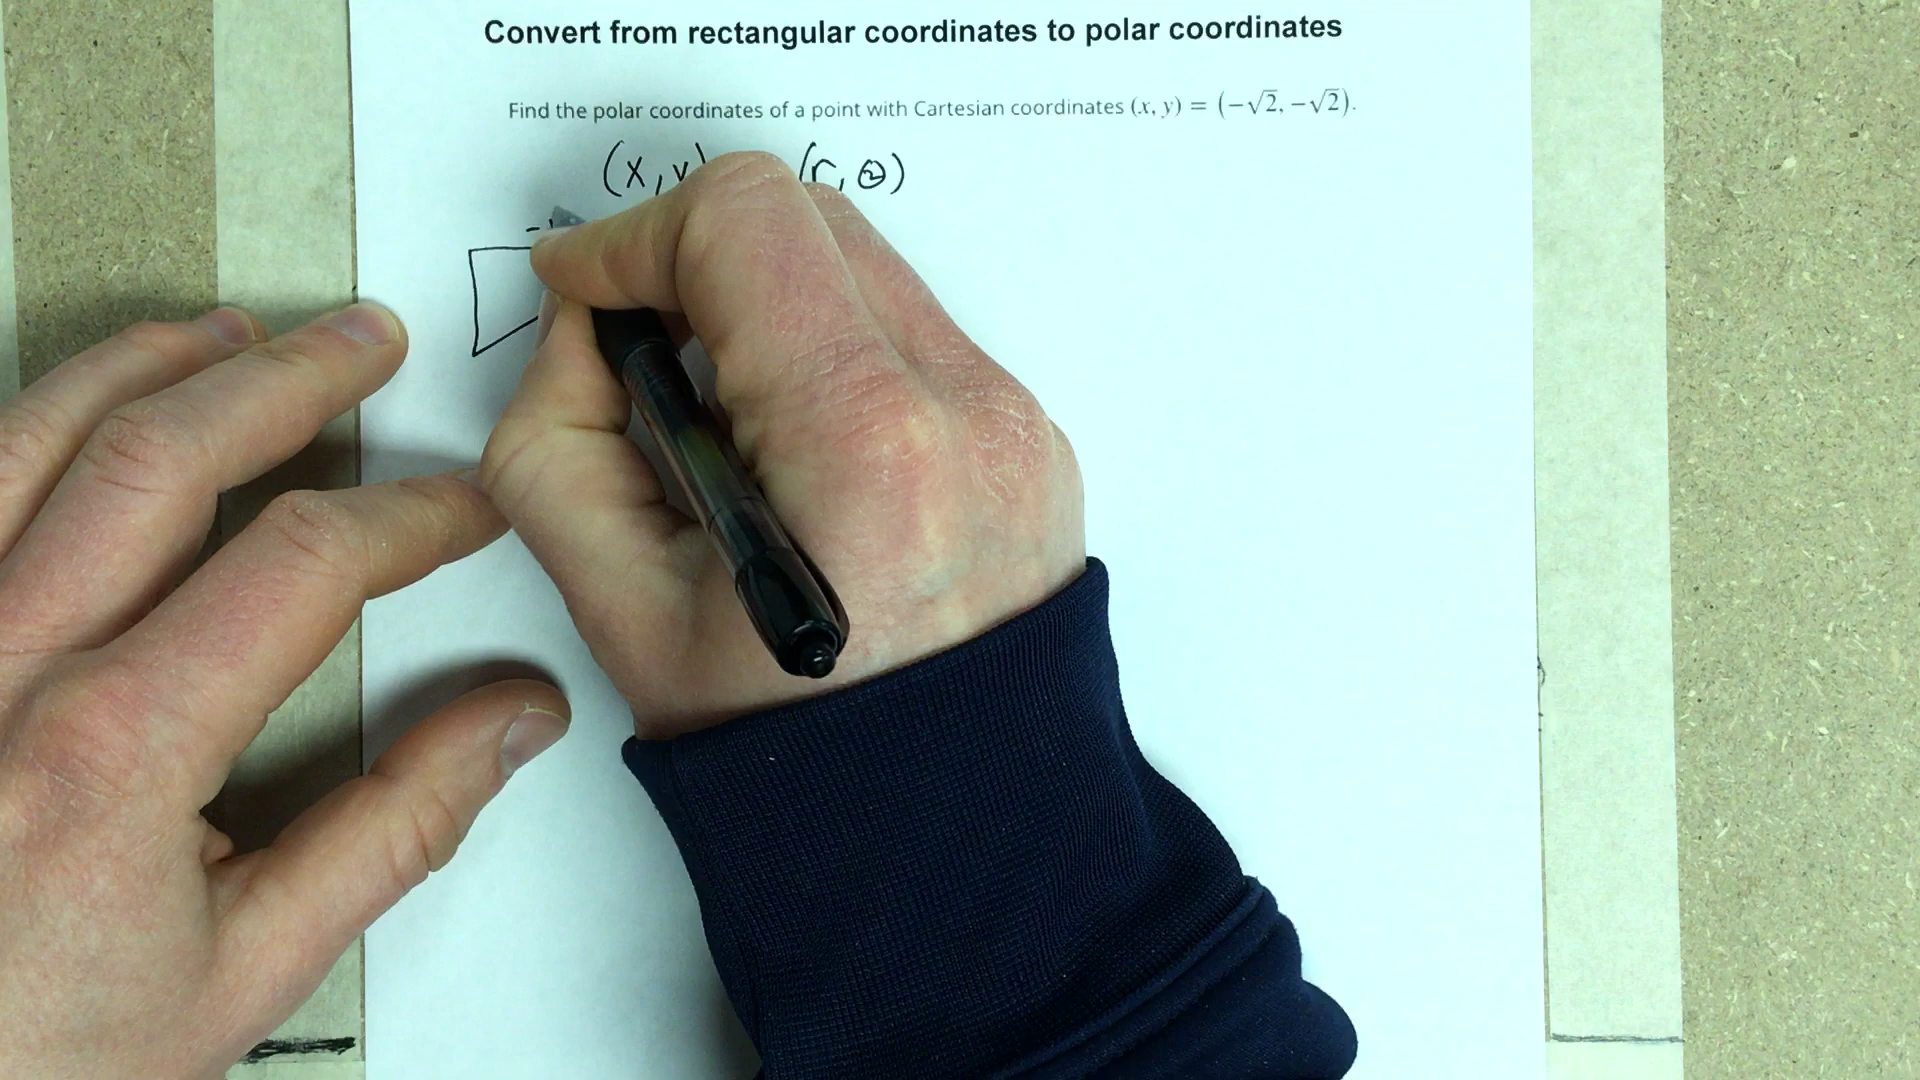 Convert from rectangular coordinates to polar coordinates
Find the polar coordinates of a point with Cartesian coordinates (x, y) = (−√2, −√2).
(x, y) (r, θ)